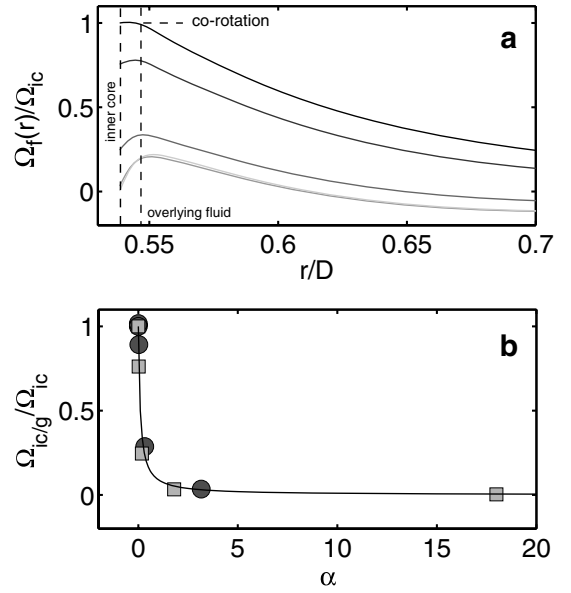 1
co-rotation
a
Ω_f(r)/Ω_ic
0.5
inner core
0
overlying fluid
0.55 0.6 0.65 0.7
r/D
1
b
Ω_ic/g/Ω_ic
0.5
0
0 5 10 15 20
α